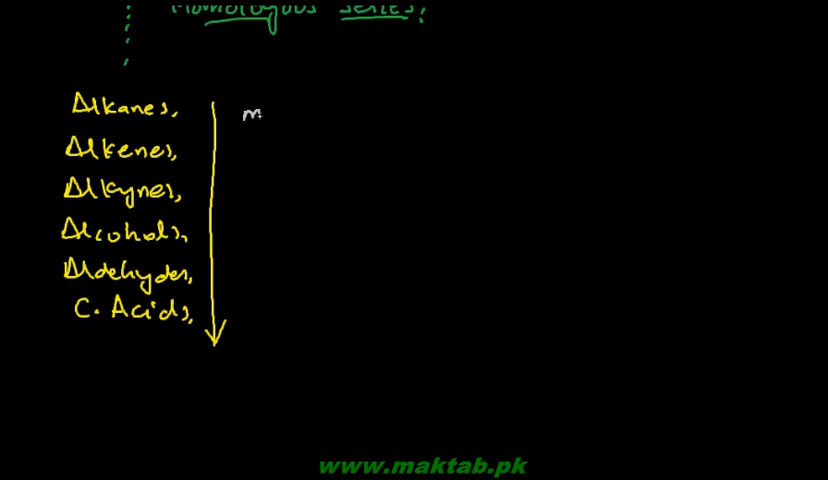 Homologous series:
Alkanes,
m
Alkenes,
Alkynes,
Alcohols,
Aldehydes,
C. Acids,
www.maktab.pk